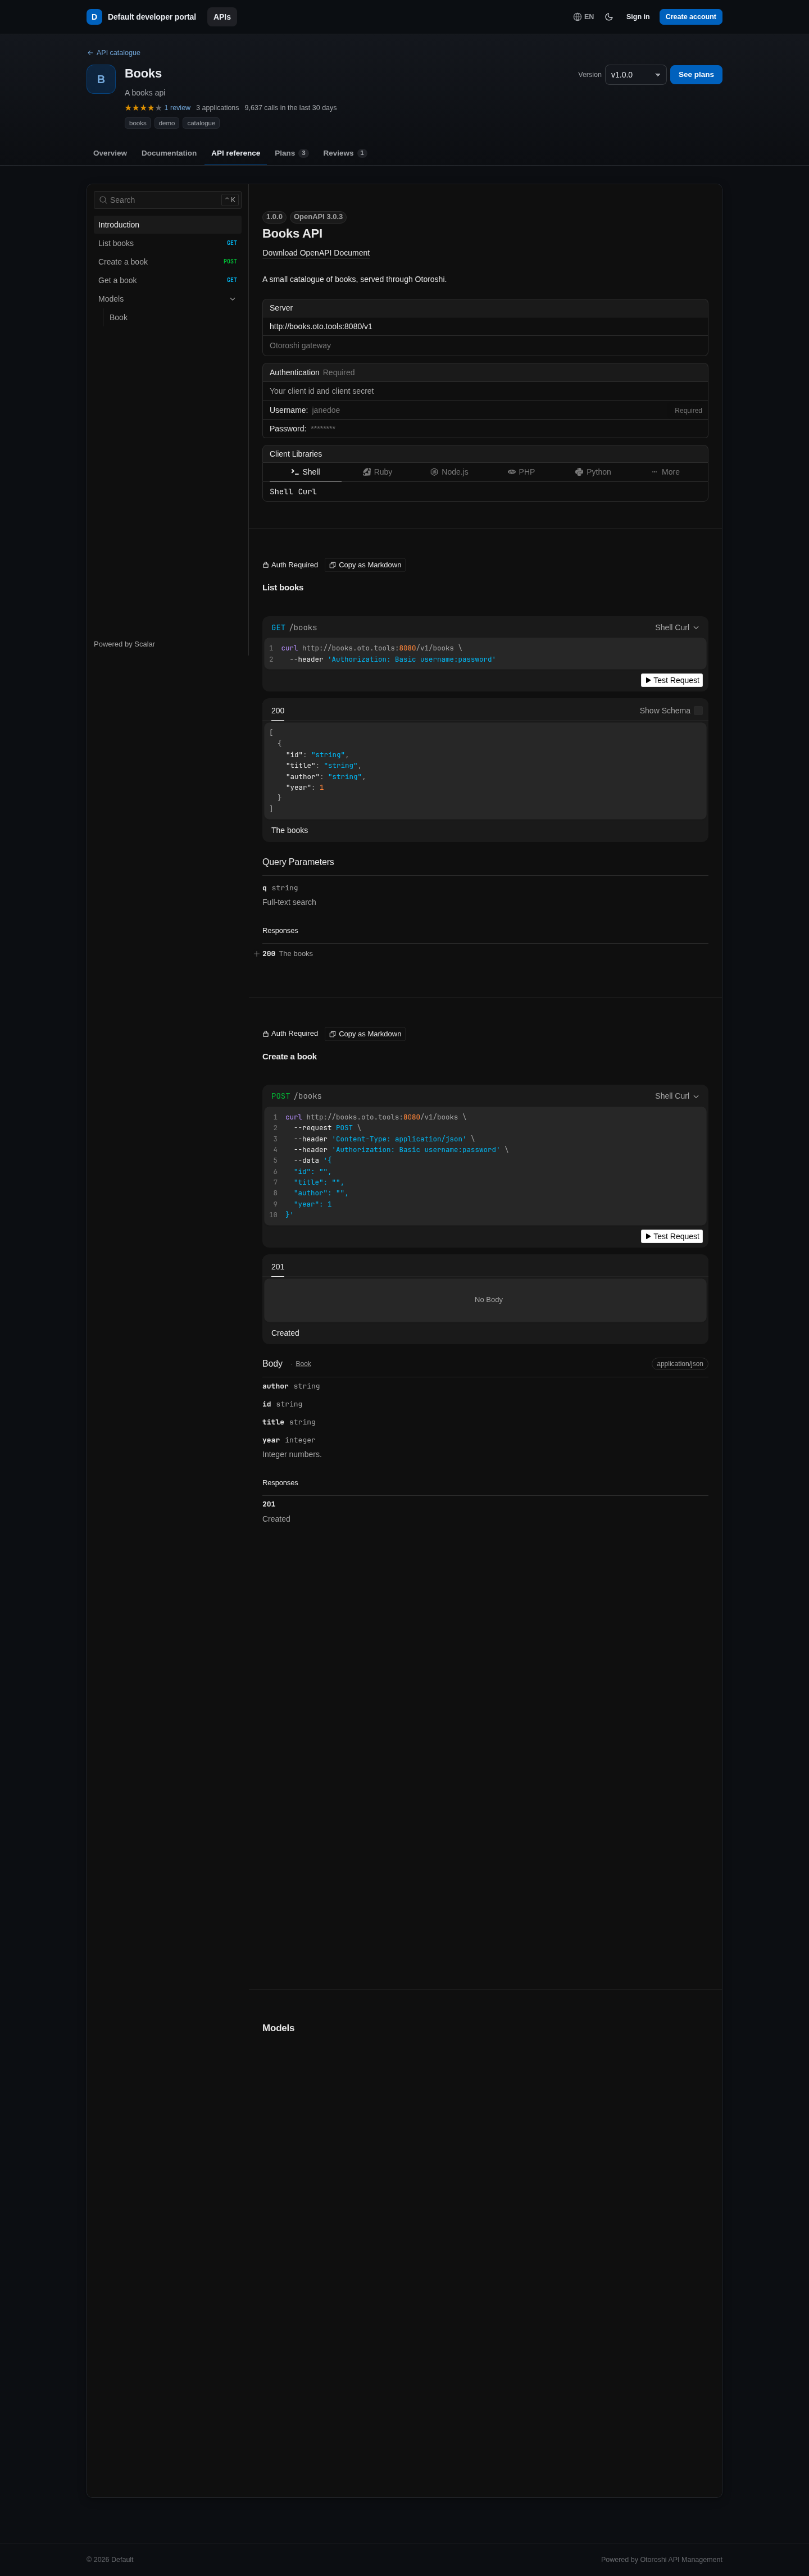 D Default developer portal APIs EN Sign in Create account
← API catalogue
B Books Version v1.0.0 See plans
A books api
★★★★★ 1 review 3 applications 9,637 calls in the last 30 days
books demo catalogue
Overview Documentation API reference Plans 3 Reviews 1
Search ⌃ K
Introduction
List books GET
Create a book POST
Get a book GET
Models
Book
Powered by Scalar
1.0.0 OpenAPI 3.0.3
Books API
Download OpenAPI Document
A small catalogue of books, served through Otoroshi.
Server
http://books.oto.tools:8080/v1
Otoroshi gateway
Authentication Required
Your client id and client secret
Username: janedoe Required
Password: ********
Client Libraries
Shell Ruby Node.js PHP Python More
Shell Curl
Auth Required Copy as Markdown
List books
GET /books Shell Curl
1 curl http://books.oto.tools:8080/v1/books \
2 --header 'Authorization: Basic username:password'
Test Request
200 Show Schema
[
{
"id": "string",
"title": "string",
"author": "string",
"year": 1
}
]
The books
Query Parameters
q string
Full-text search
Responses
200 The books
Auth Required Copy as Markdown
Create a book
POST /books Shell Curl
1 curl http://books.oto.tools:8080/v1/books \
2 --request POST \
3 --header 'Content-Type: application/json' \
4 --header 'Authorization: Basic username:password' \
5 --data '{
6 "id": "",
7 "title": "",
8 "author": "",
9 "year": 1
10 }'
Test Request
201
No Body
Created
Body · Book application/json
author string
id string
title string
year integer
Integer numbers.
Responses
201
Created
Models
© 2026 Default Powered by Otoroshi API Management